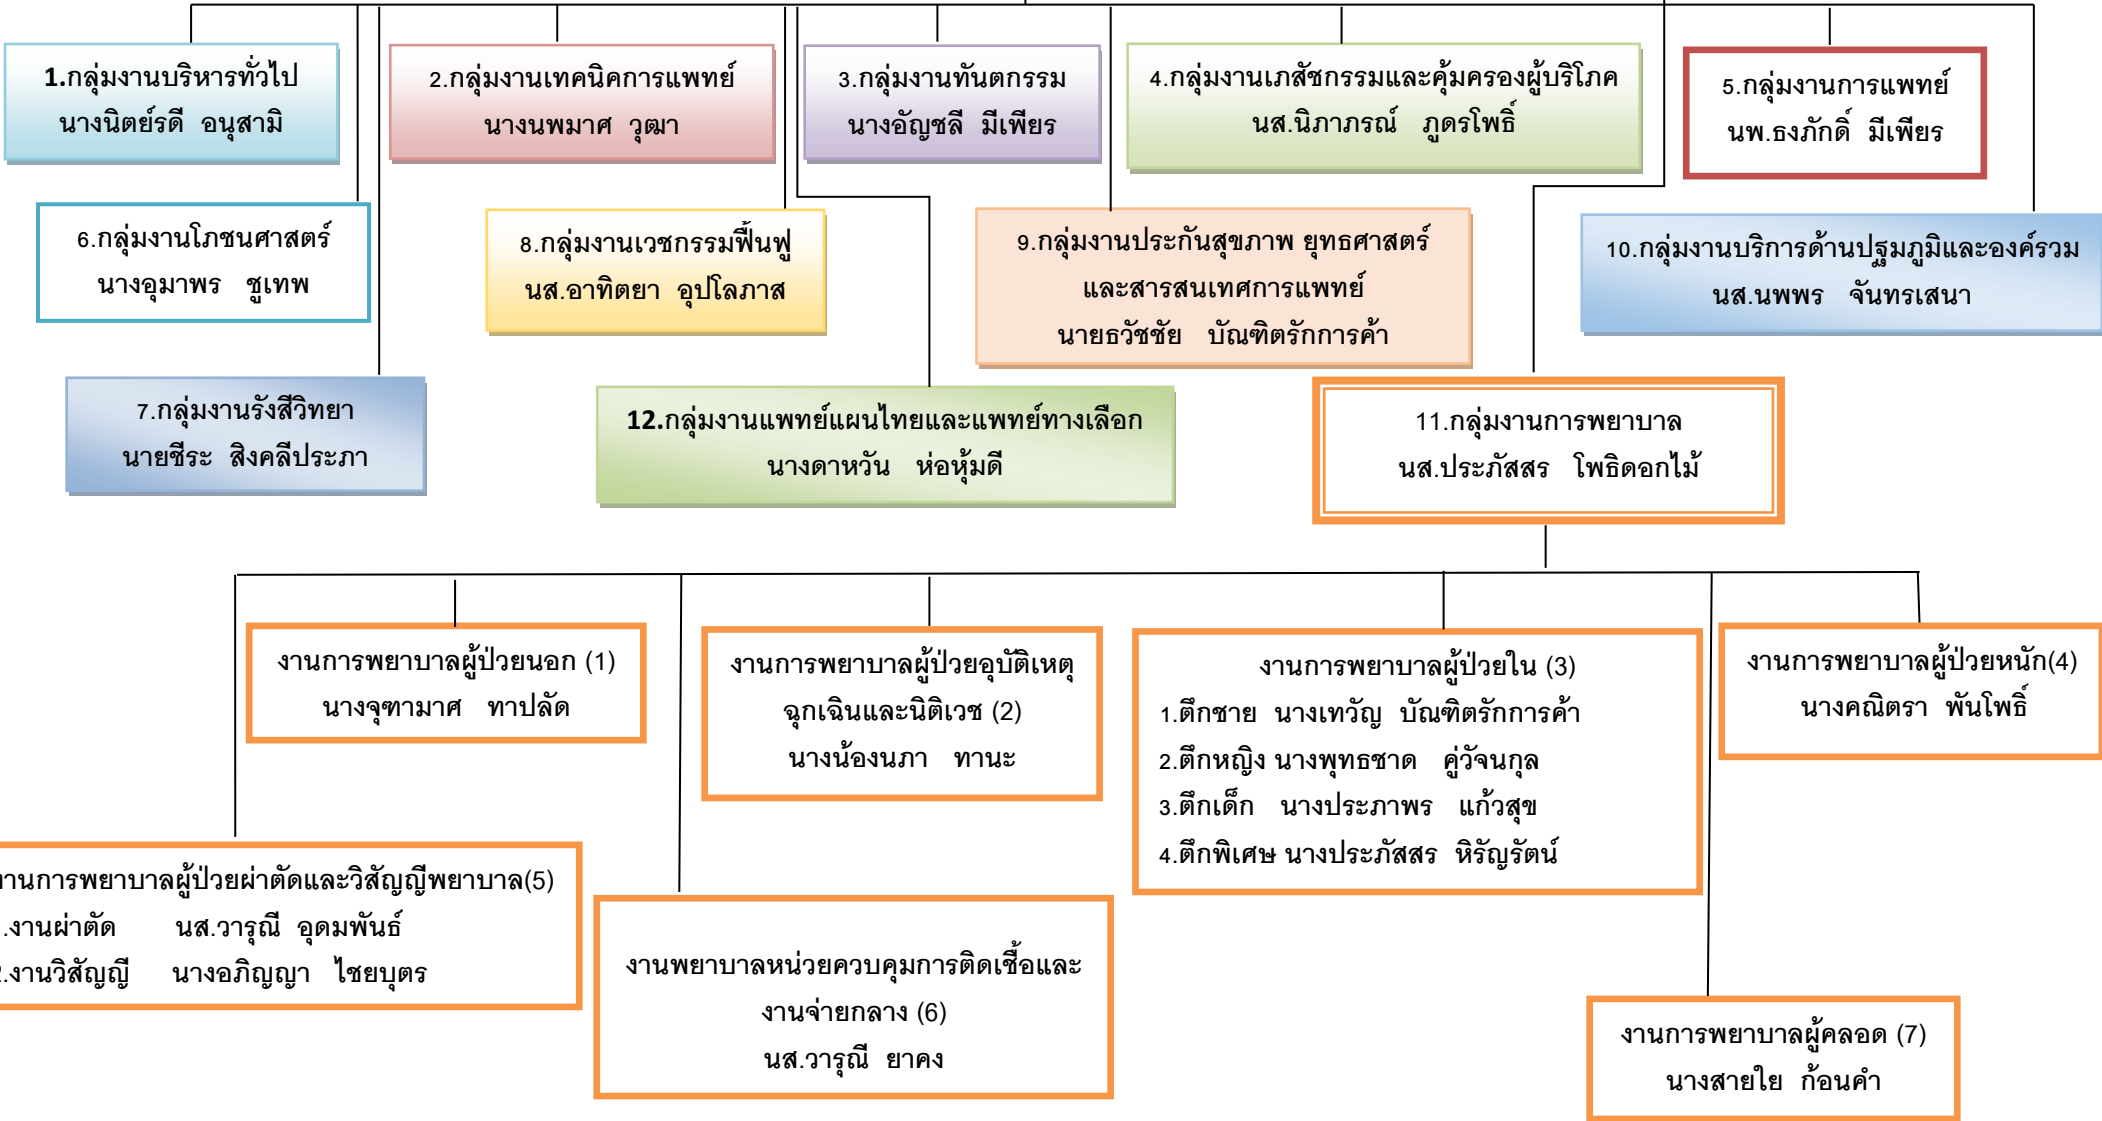 1.กลุ่มงานบริหารทั่วไป
นางนิตย์รดี อนุสามิ
2.กลุ่มงานเทคนิคการแพทย์
นางนพมาศ วุฒา
3.กลุ่มงานทันตกรรม
นางอัญชลี มีเพียร
4.กลุ่มงานเภสัชกรรมและคุ้มครองผู้บริโภค
นส.นิภาภรณ์ ภูดรโพธิ์
5.กลุ่มงานการแพทย์
นพ.ธงภักดิ์ มีเพียร
6.กลุ่มงานโภชนศาสตร์
นางอุมาพร ชูเทพ
8.กลุ่มงานเวชกรรมฟื้นฟู
นส.อาทิตยา อุปโลภาส
9.กลุ่มงานประกันสุขภาพ ยุทธศาสตร์
และสารสนเทศการแพทย์
นายธวัชชัย บัณฑิตรักการค้า
10.กลุ่มงานบริการด้านปฐมภูมิและองค์รวม
นส.นพพร จันทรเสนา
7.กลุ่มงานรังสีวิทยา
นายชีระ สิงคลีประภา
12.กลุ่มงานแพทย์แผนไทยและแพทย์ทางเลือก
นางดาหวัน ห่อหุ้มดี
11.กลุ่มงานการพยาบาล
นส.ประภัสสร โพธิดอกไม้
งานการพยาบาลผู้ป่วยนอก (1)
นางจุฑามาศ ทาปลัด
งานการพยาบาลผู้ป่วยอุบัติเหตุ
ฉุกเฉินและนิติเวช (2)
นางน้องนภา ทานะ
งานการพยาบาลผู้ป่วยใน (3)
1.ตึกชาย นางเทวัญ บัณฑิตรักการค้า
2.ตึกหญิง นางพุทธชาด คู่วัจนกุล
3.ตึกเด็ก นางประภาพร แก้วสุข
4.ตึกพิเศษ นางประภัสสร หิรัญรัตน์
งานการพยาบาลผู้ป่วยหนัก(4)
นางคณิตรา พันโพธิ์
งานการพยาบาลผู้ป่วยผ่าตัดและวิสัญญีพยาบาล(5)
.งานผ่าตัด นส.วารุณี อุดมพันธ์
2.งานวิสัญญี นางอภิญญา ไชยบุตร
งานพยาบาลหน่วยควบคุมการติดเชื้อและ
งานจ่ายกลาง (6)
นส.วารุณี ยาคง
งานการพยาบาลผู้คลอด (7)
นางสายใย ก้อนคำ